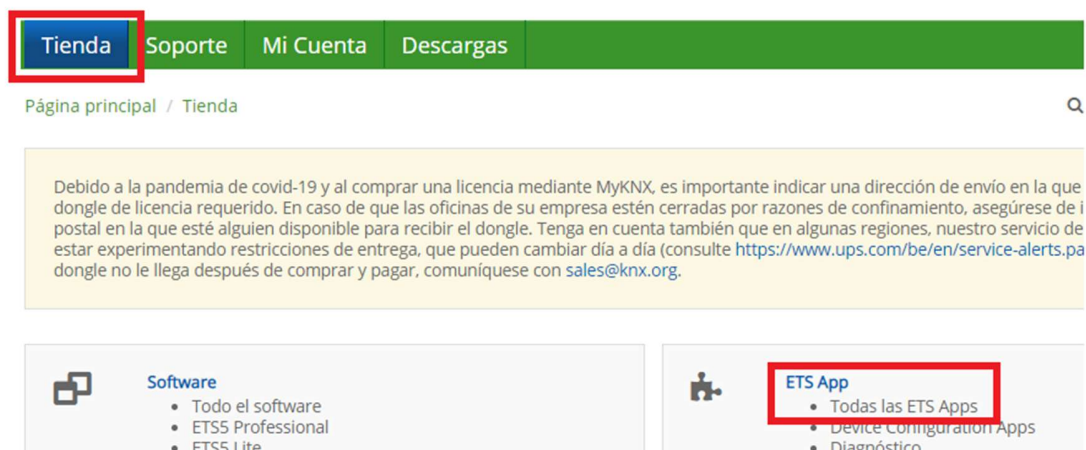 Tienda Soporte Mi Cuenta Descargas
Página principal / Tienda
Debido a la pandemia de covid-19 y al comprar una licencia mediante MyKNX, es importante indicar una dirección de envío en la que
dongle de licencia requerido. En caso de que las oficinas de su empresa estén cerradas por razones de confinamiento, asegúrese de i
postal en la que esté alguien disponible para recibir el dongle. Tenga en cuenta también que en algunas regiones, nuestro servicio de
estar experimentando restricciones de entrega, que pueden cambiar día a día (consulte https://www.ups.com/be/en/service-alerts.pa
dongle no le llega después de comprar y pagar, comuníquese con sales@knx.org.
Software
• Todo el software
• ETS5 Professional
• ETS5 Lite
ETS App
• Todas las ETS Apps
• Device Configuration Apps
• Diagnóstico